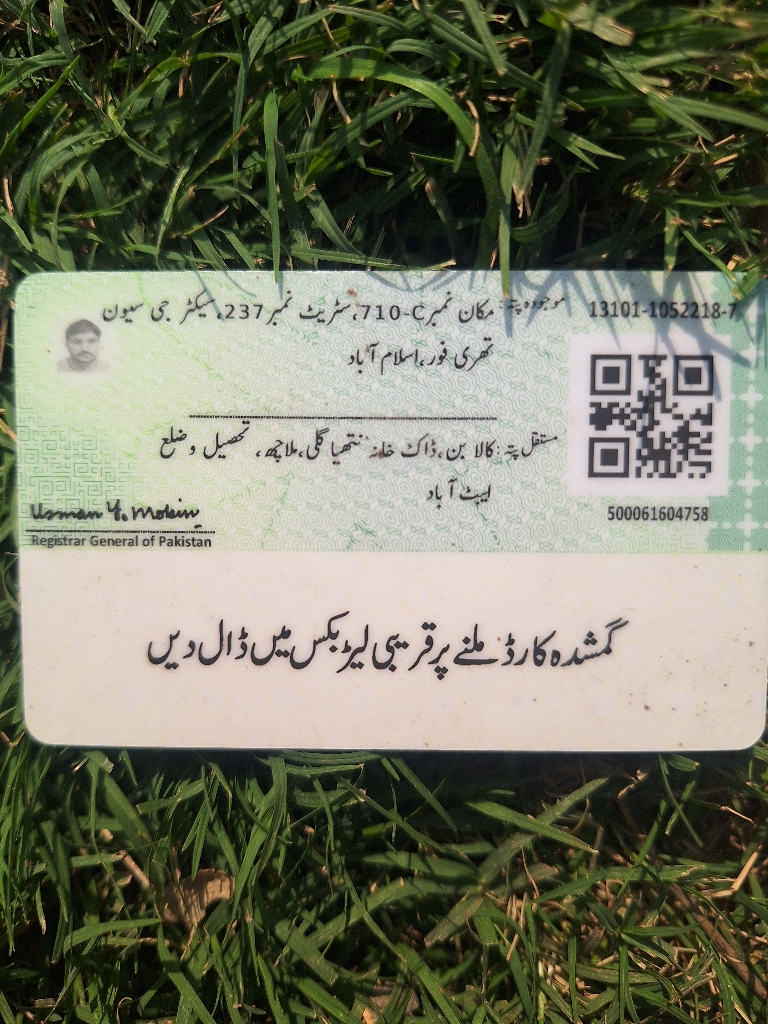 موجودہ پتہ: مکان نمبر 710-C، سٹریٹ نمبر 237، سیکٹر جی سیون
13101-1052218-7
تھری فور، اسلام آباد
مستقل پتہ: کالا بن، ڈاک خانہ نتھیا گلی، ملاچھ، تحصیل و ضلع
ایبٹ آباد
500061604758
Usman Y. Mobin
Registrar General of Pakistan
گمشدہ کارڈ ملنے پر قریبی لیٹر بکس میں ڈال دیں